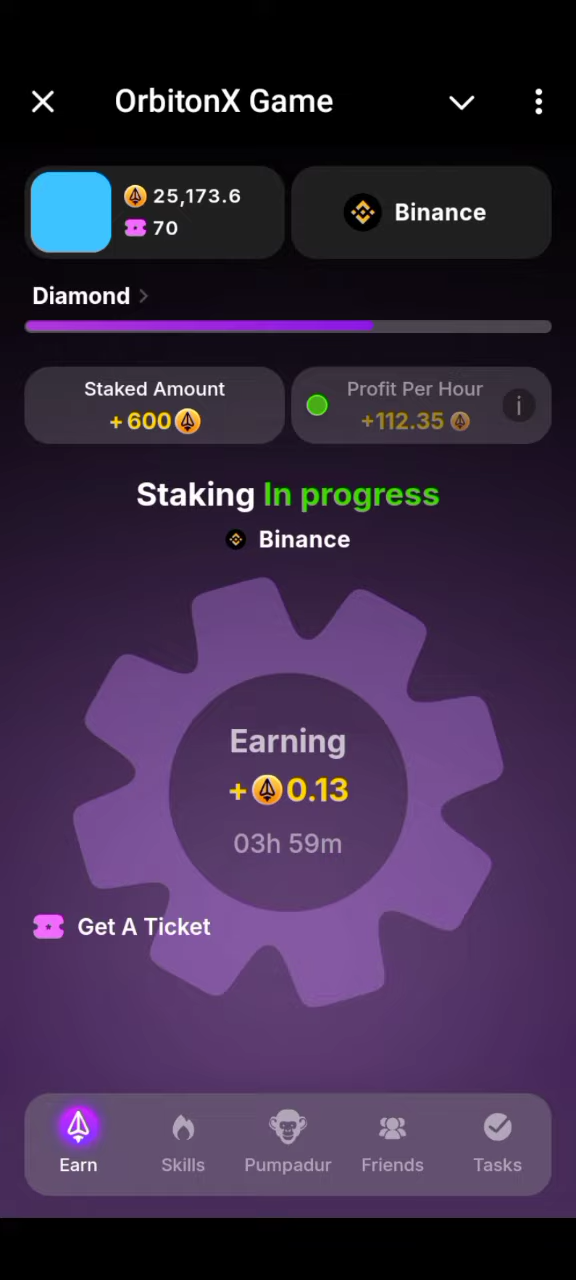 OrbitonX Game
25,173.6
70
Binance
Diamond
Staked Amount
+600
Profit Per Hour
+112.35
i
Staking In progress
Binance
Earning
+0.13
03h 59m
Get A Ticket
Earn
Skills
Pumpadur
Friends
Tasks